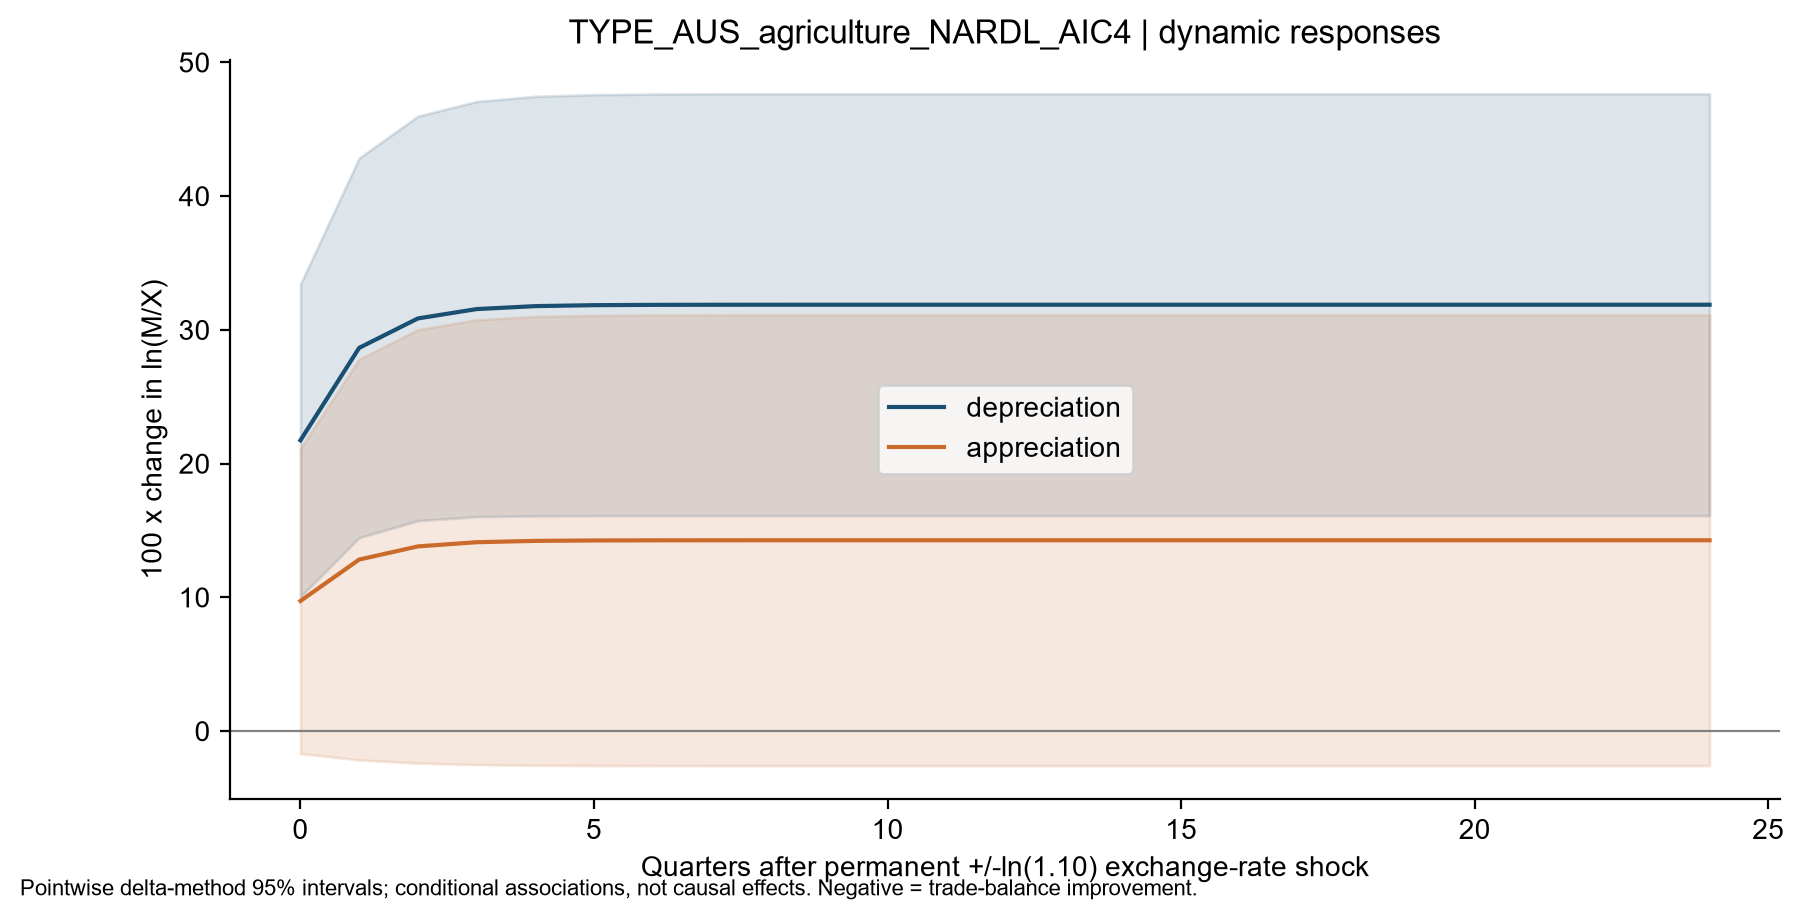 TYPE_AUS_agriculture_NARDL_AIC4 | dynamic responses
100 x change in ln(M/X)
50
40
30
20
10
0
depreciation
appreciation
0 5 10 15 20 25
Quarters after permanent +/-ln(1.10) exchange-rate shock
Pointwise delta-method 95% intervals; conditional associations, not causal effects. Negative = trade-balance improvement.